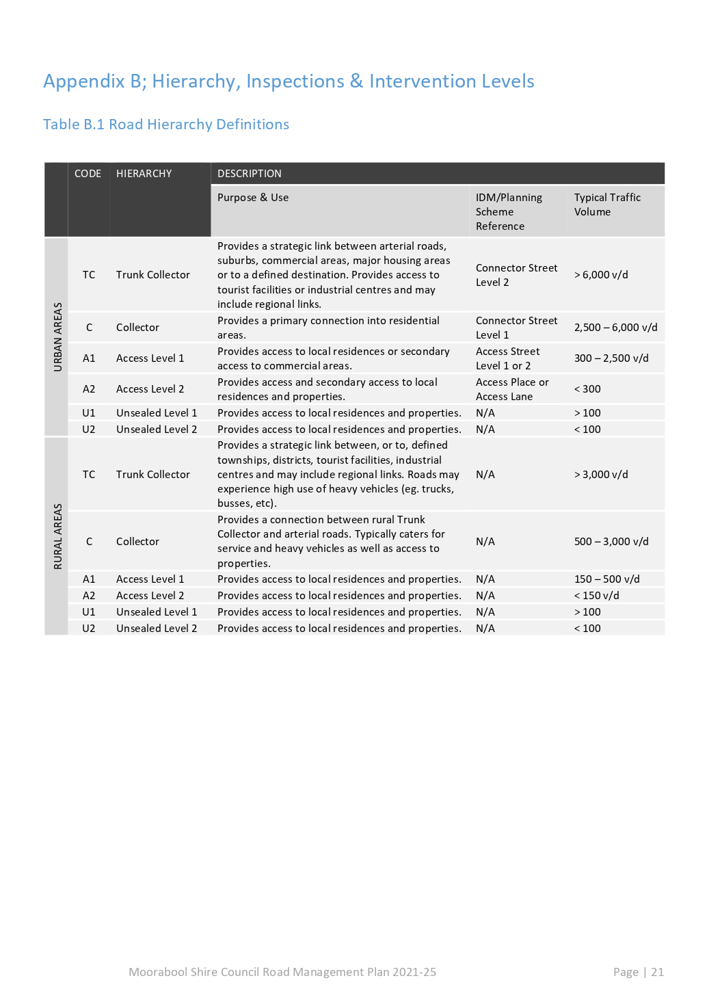 Appendix B; Hierarchy, Inspections & Intervention Levels
Table B.1 Road Hierarchy Definitions
CODE HIERARCHY DESCRIPTION
Purpose & Use IDM/Planning Scheme Reference Typical Traffic Volume
URBAN AREAS
TC Trunk Collector
Provides a strategic link between arterial roads,
suburbs, commercial areas, major housing areas
or to a defined destination. Provides access to
tourist facilities or industrial centres and may
include regional links.
Connector Street
Level 2
> 6,000 v/d
C Collector
Provides a primary connection into residential
areas.
Connector Street
Level 1
2,500 – 6,000 v/d
A1 Access Level 1
Provides access to local residences or secondary
access to commercial areas.
Access Street
Level 1 or 2
300 – 2,500 v/d
A2 Access Level 2
Provides access and secondary access to local
residences and properties.
Access Place or
Access Lane
< 300
U1 Unsealed Level 1 Provides access to local residences and properties. N/A > 100
U2 Unsealed Level 2 Provides access to local residences and properties. N/A < 100
RURAL AREAS
TC Trunk Collector
Provides a strategic link between, or to, defined
townships, districts, tourist facilities, industrial
centres and may include regional links. Roads may
experience high use of heavy vehicles (eg. trucks,
busses, etc).
N/A
> 3,000 v/d
C Collector
Provides a connection between rural Trunk
Collector and arterial roads. Typically caters for
service and heavy vehicles as well as access to
properties.
N/A
500 – 3,000 v/d
A1 Access Level 1 Provides access to local residences and properties. N/A 150 – 500 v/d
A2 Access Level 2 Provides access to local residences and properties. N/A < 150 v/d
U1 Unsealed Level 1 Provides access to local residences and properties. N/A > 100
U2 Unsealed Level 2 Provides access to local residences and properties. N/A < 100
Moorabool Shire Council Road Management Plan 2021-25 Page | 21